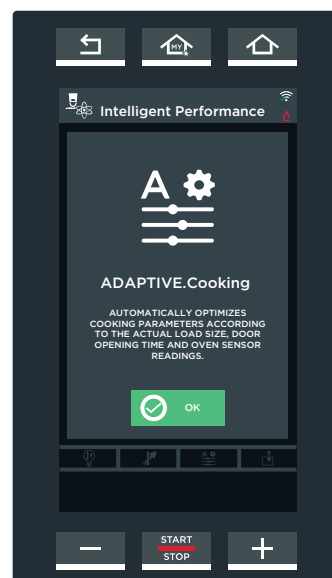 MY
Intelligent Performance
A
ADAPTIVE.Cooking
AUTOMATICALLY OPTIMIZES
COOKING PARAMETERS ACCORDING
TO THE ACTUAL LOAD SIZE, DOOR
OPENING TIME AND OVEN SENSOR
READINGS.
OK
A
START
STOP